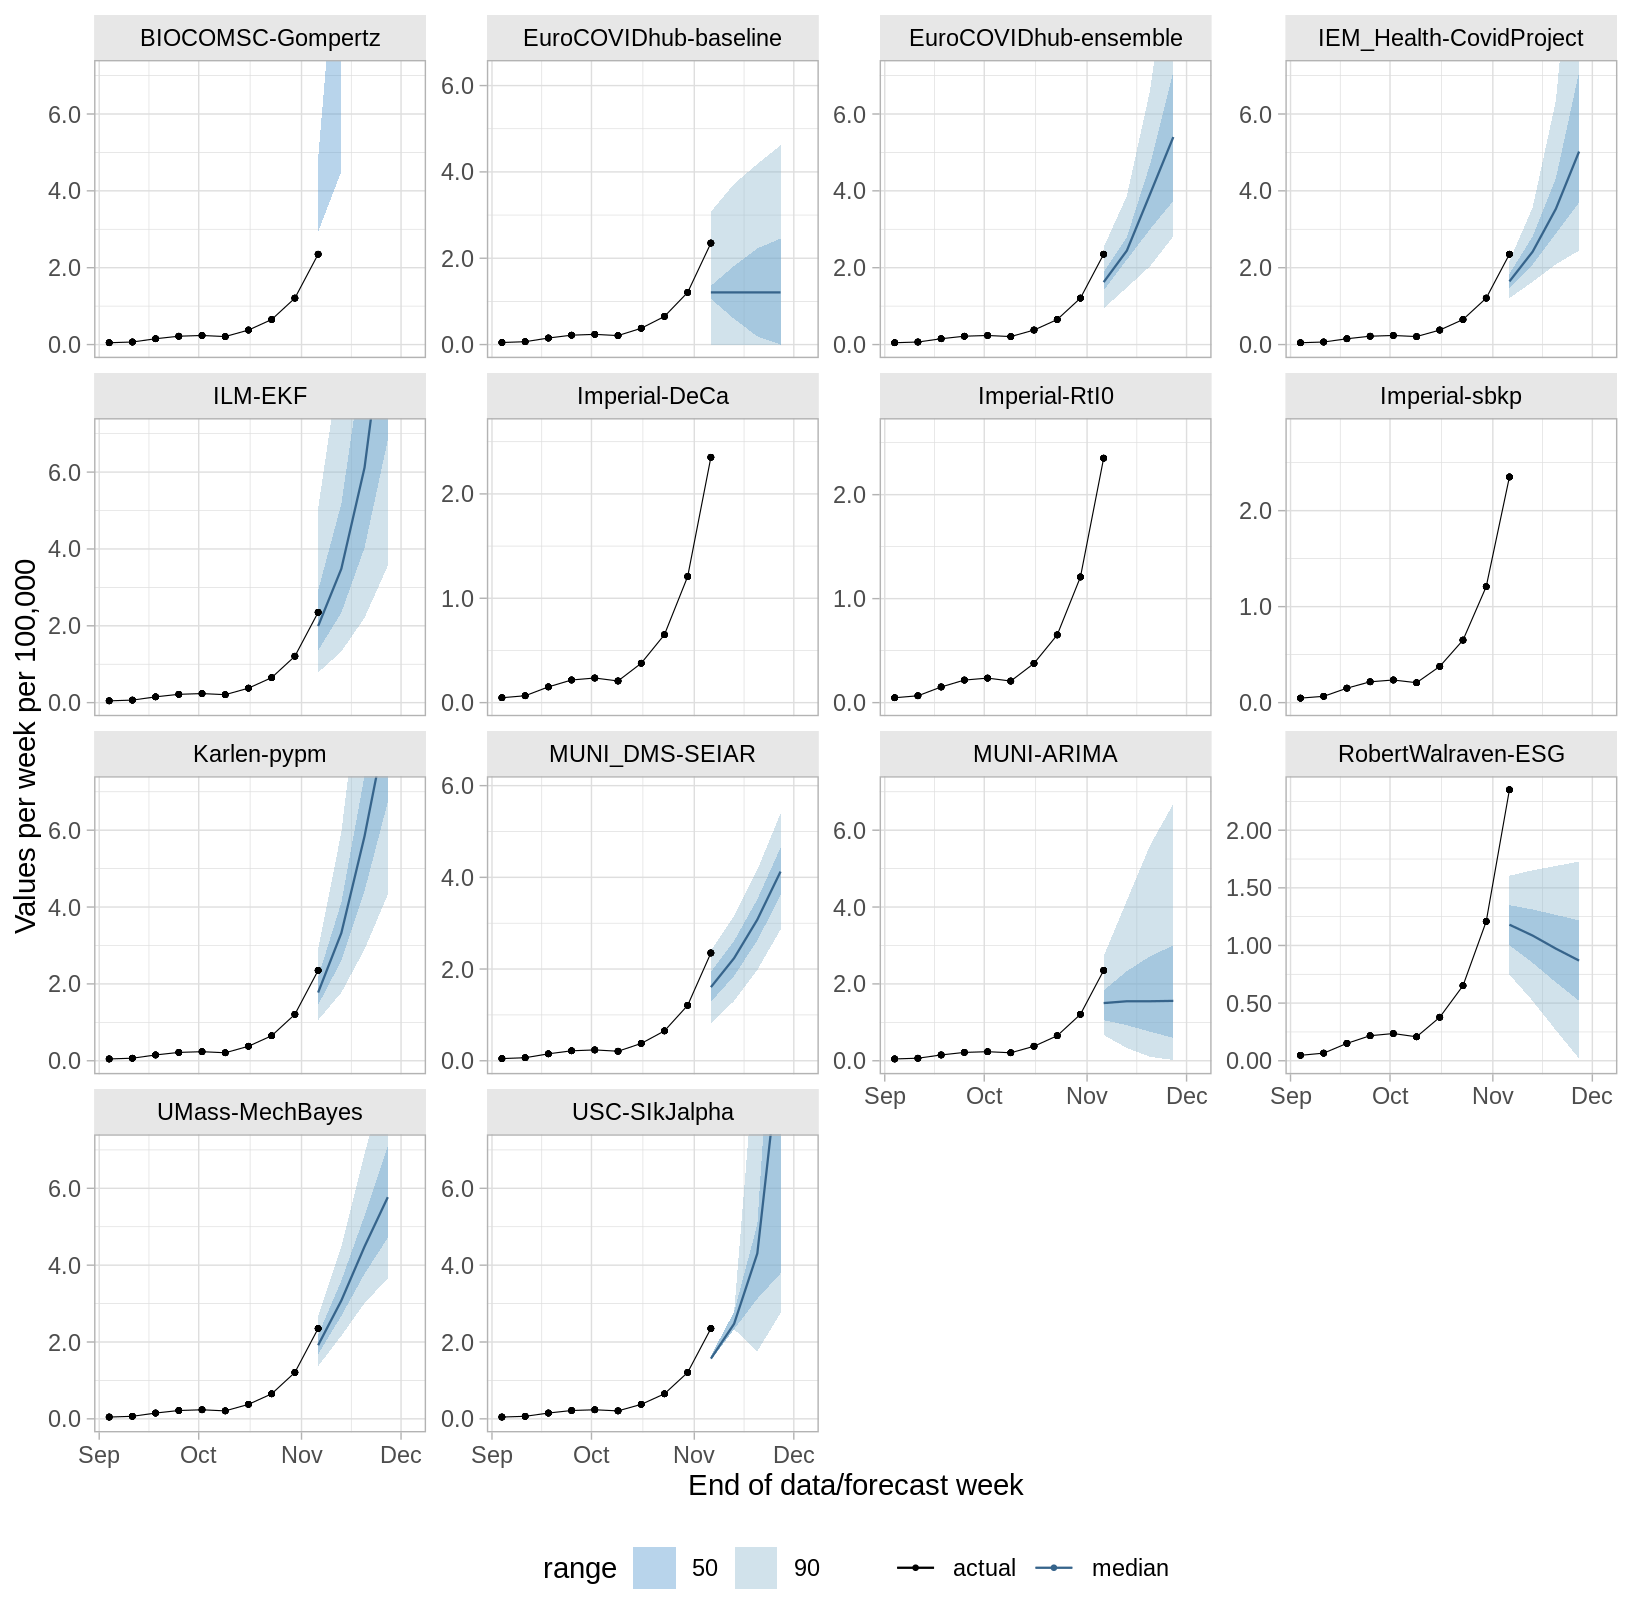 BIOCOMSC-Gompertz EuroCOVIDhub-baseline EuroCOVIDhub-ensemble IEM_Health-CovidProject
6.0 6.0 6.0 6.0
4.0 4.0 4.0 4.0
2.0 2.0 2.0 2.0
0.0 0.0 0.0 0.0
ILM-EKF Imperial-DeCa Imperial-RtI0 Imperial-sbkp
6.0
4.0 2.0 2.0 2.0
2.0 1.0 1.0 1.0
0.0 0.0 0.0 0.0
Values per week per 100,000
Karlen-pypm MUNI_DMS-SEIAR MUNI-ARIMA RobertWalraven-ESG
6.0 6.0 6.0 2.00
4.0 4.0 4.0 1.50
1.00
2.0 2.0 2.0 0.50
0.0 0.0 0.0 0.00
Sep Oct Nov Dec Sep Oct Nov Dec
UMass-MechBayes USC-SIkJalpha
6.0 6.0
4.0 4.0
2.0 2.0
0.0 0.0
Sep Oct Nov Dec Sep Oct Nov Dec
End of data/forecast week
range 50 90 actual median